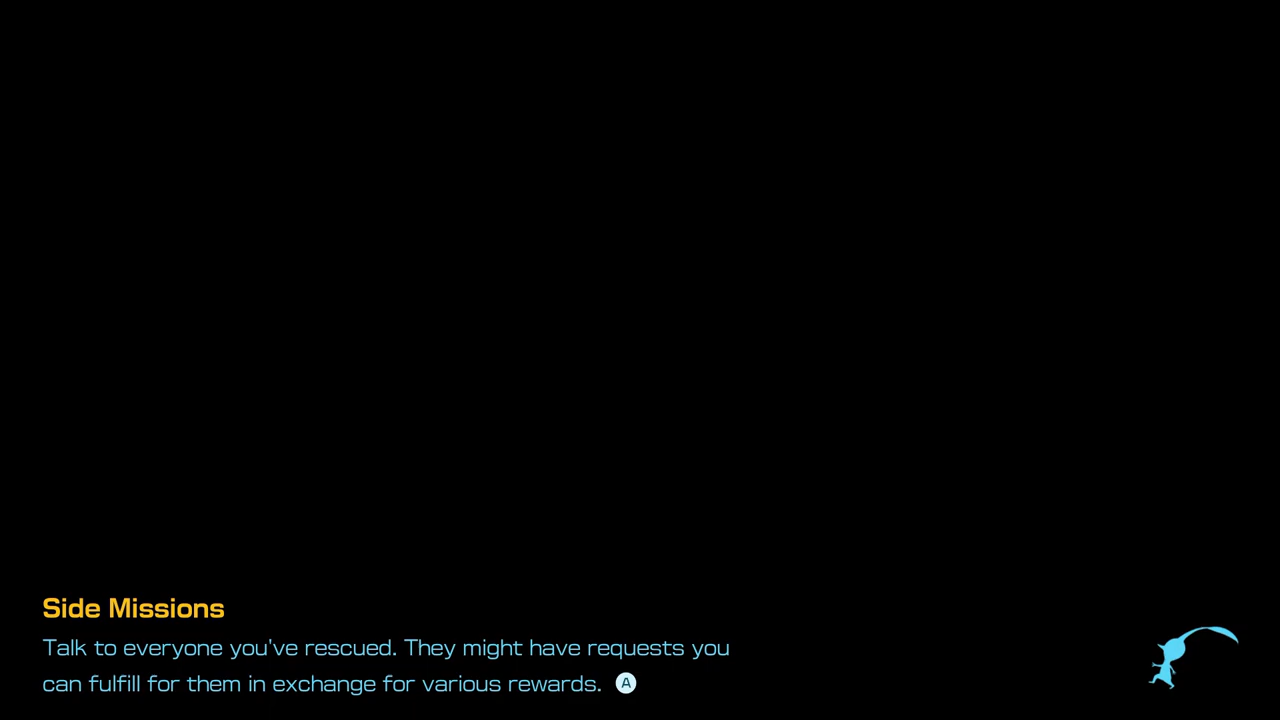 Side Missions
Talk to everyone you've rescued. They might have requests you
can fulfill for them in exchange for various rewards. A